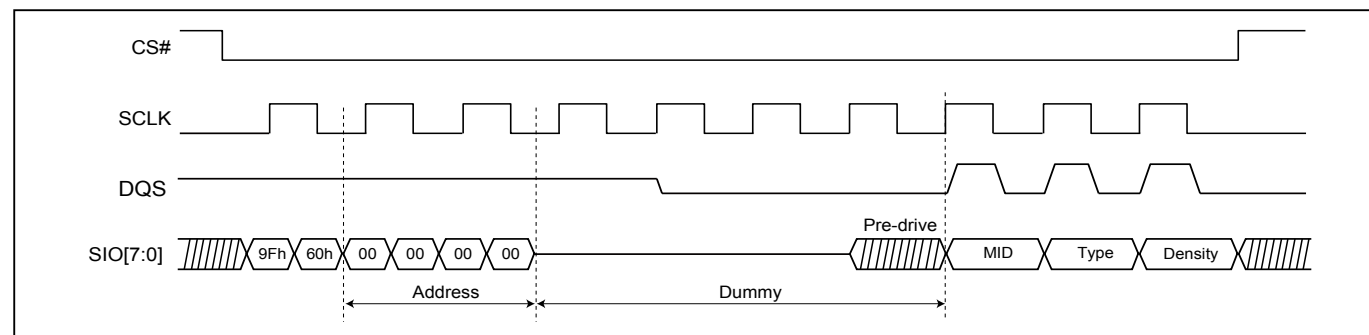 CS#
SCLK
DQS
Pre-drive
SIO[7:0] 9Fh 60h 00 00 00 00 MID Type Density
Address Dummy